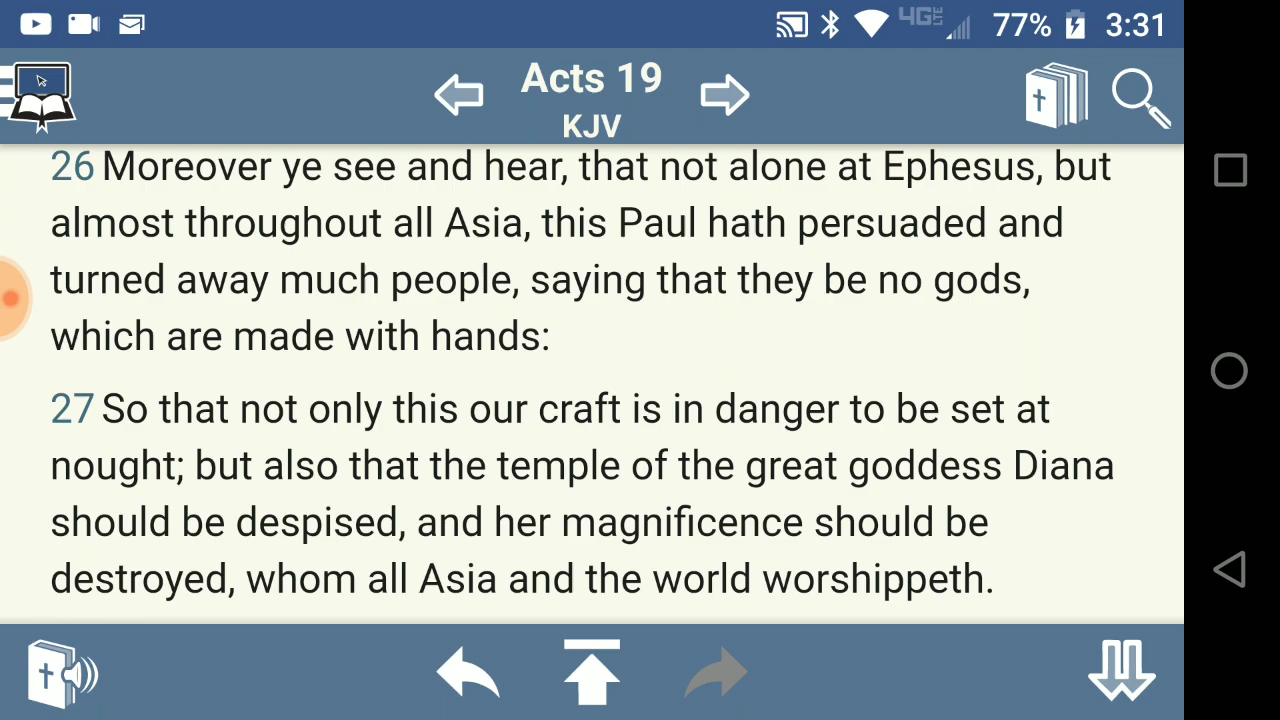 4G LTE 77% 3:31
Acts 19
KJV
26 Moreover ye see and hear, that not alone at Ephesus, but
almost throughout all Asia, this Paul hath persuaded and
turned away much people, saying that they be no gods,
which are made with hands:
27 So that not only this our craft is in danger to be set at
nought; but also that the temple of the great goddess Diana
should be despised, and her magnificence should be
destroyed, whom all Asia and the world worshippeth.